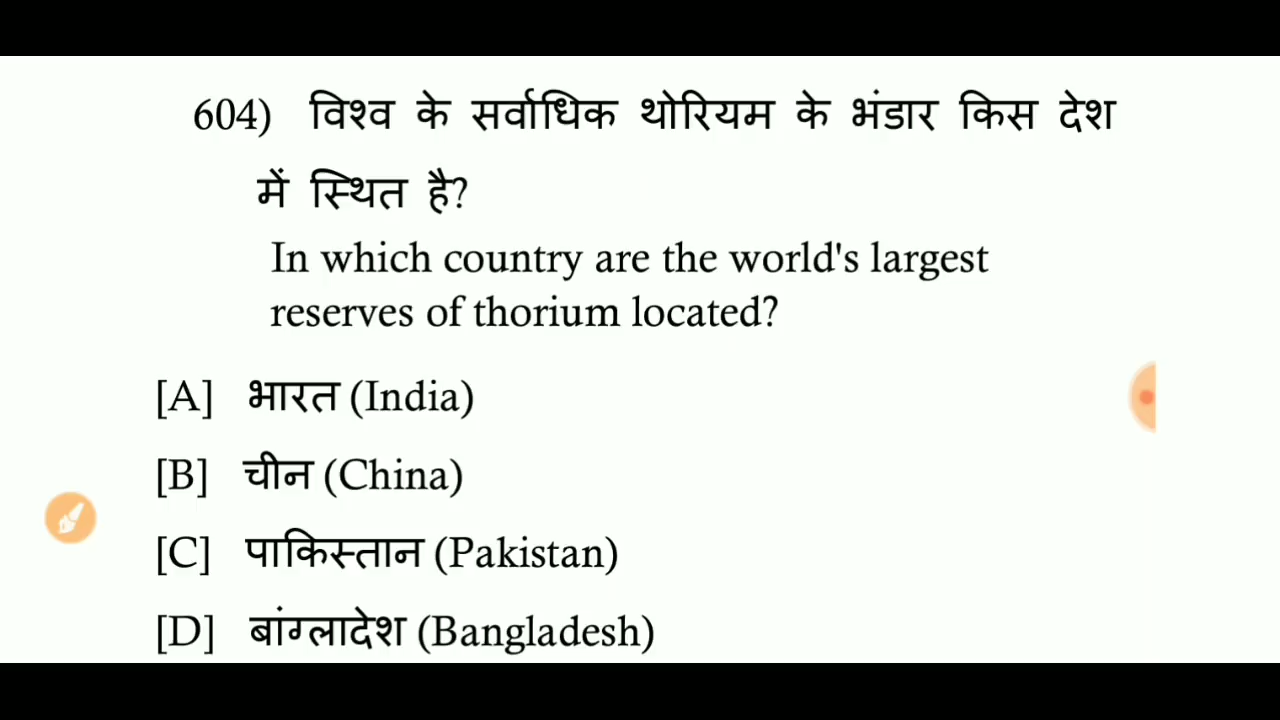 604) विश्व के सर्वाधिक थोरियम के भंडार किस देश
में स्थित है?
In which country are the world's largest
reserves of thorium located?
[A] भारत (India)
[B] चीन (China)
[C] पाकिस्तान (Pakistan)
[D] बांग्लादेश (Bangladesh)